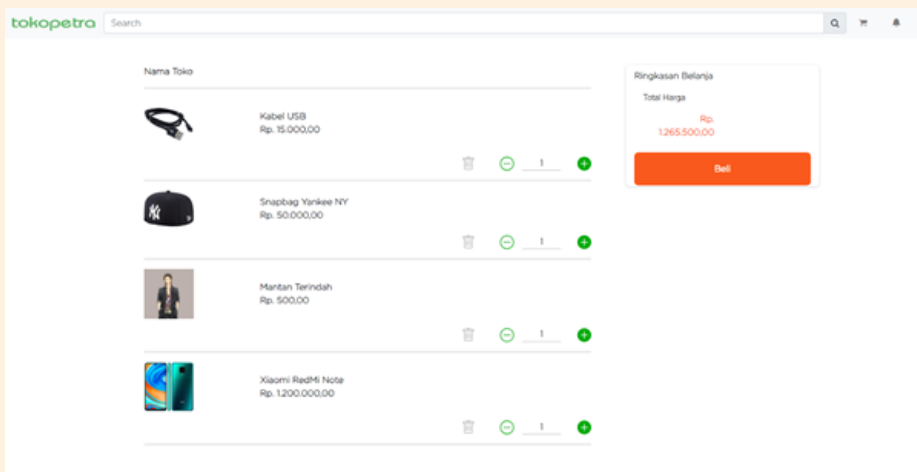 tokopetra Search
Nama Toko
Kabel USB
Rp. 15.000,00
1
Snapbag Yankee NY
Rp. 50.000,00
1
Mantan Terindah
Rp. 500,00
1
Xiaomi RedMi Note
Rp. 1.200.000,00
1
Ringkasan Belanja
Total Harga
Rp.
1.265.500,00
Beli